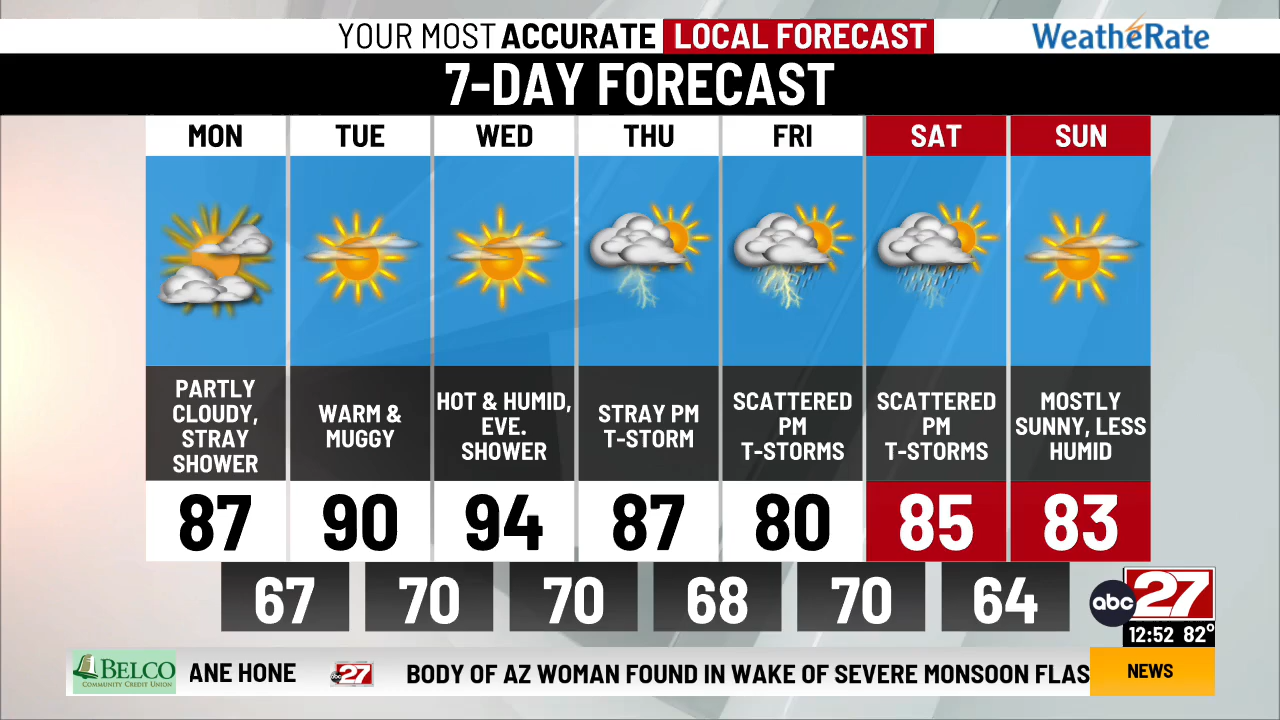 YOUR MOST ACCURATE LOCAL FORECAST
WeatheRate
7-DAY FORECAST
MON TUE WED THU FRI SAT SUN
PARTLY
CLOUDY,
STRAY
SHOWER
WARM &
MUGGY
HOT & HUMID,
EVE.
SHOWER
STRAY PM
T-STORM
SCATTERED
PM
T-STORMS
SCATTERED
PM
T-STORMS
MOSTLY
SUNNY, LESS
HUMID
87 90 94 87 80 85 83
67 70 70 68 70 64
abc 27
12:52 82°
BELCO
COMMUNITY CREDIT UNION
ANE HONE abc 27 BODY OF AZ WOMAN FOUND IN WAKE OF SEVERE MONSOON FLAS
NEWS